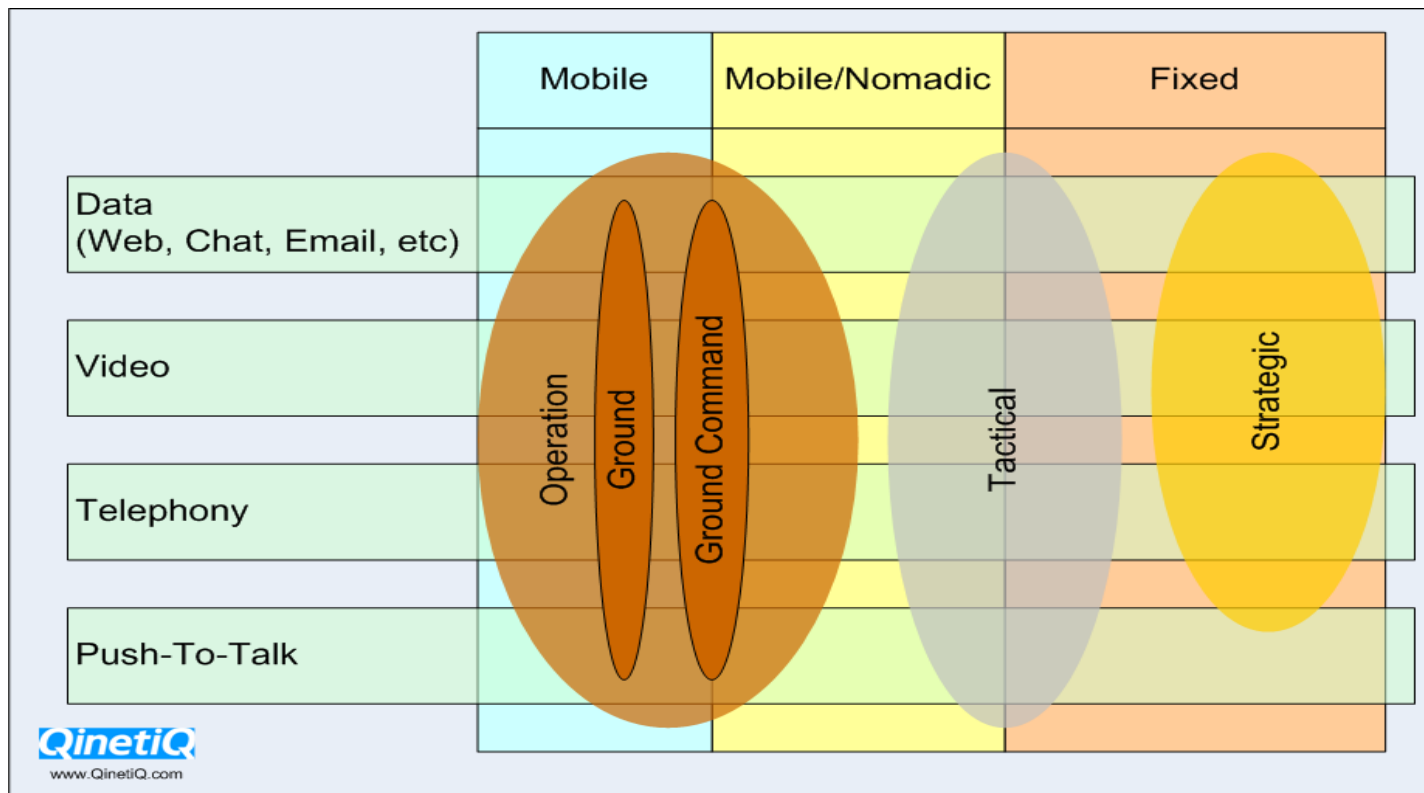 Mobile
Mobile/Nomadic
Fixed
Data
(Web, Chat, Email, etc)
Video
Telephony
Push-To-Talk
Operation
Ground
Ground Command
Tactical
Strategic
QinetiQ
www.QinetiQ.com